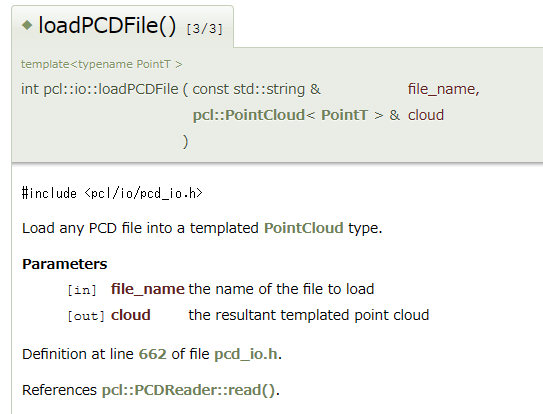 ◆ loadPCDFile() [3/3]
template<typename PointT >
int pcl::io::loadPCDFile ( const std::string & file_name,
pcl::PointCloud< PointT > & cloud
)
#include <pcl/io/pcd_io.h>
Load any PCD file into a templated PointCloud type.
Parameters
[in] file_name the name of the file to load
[out] cloud the resultant templated point cloud
Definition at line 662 of file pcd_io.h.
References pcl::PCDReader::read().